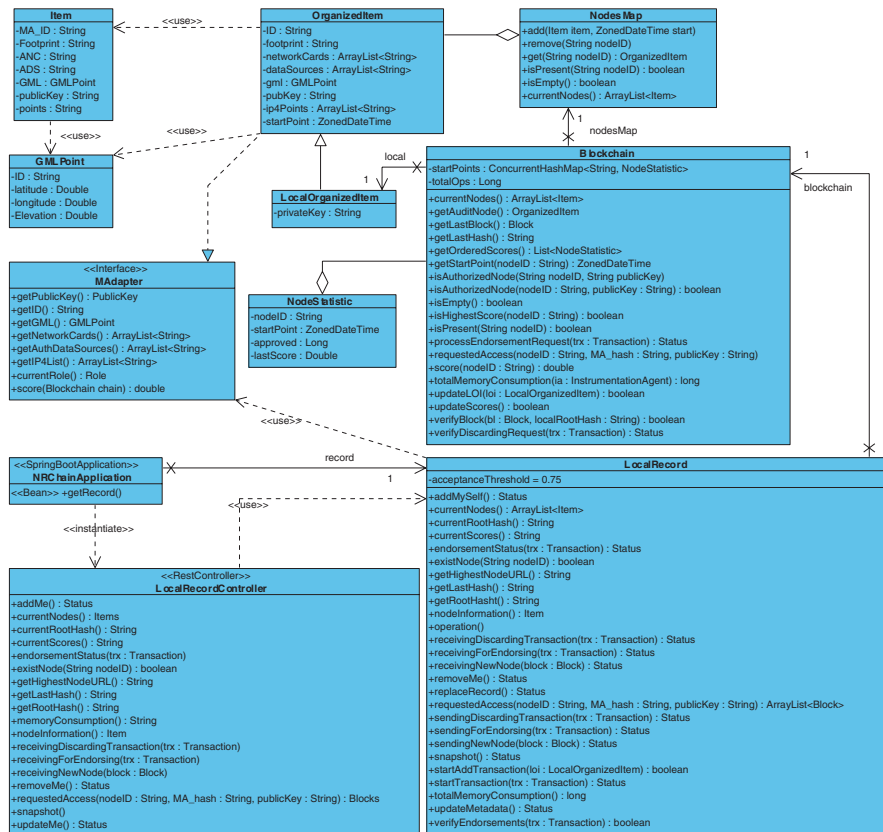 Item
-MA_ID : String
-Footprint : String
-ANC : String
-ADS : String
-GML : GMLPoint
-publicKey : String
-points : String
<<use>>
OrganizedItem
-ID : String
-footprint : String
-networkCards : ArrayList<String>
-dataSources : ArrayList<String>
-gml : GMLPoint
-pubKey : String
-ip4Points : ArrayList<String>
-startPoint : ZonedDateTime
NodesMap
+add(Item item, ZonedDateTime start)
+remove(String nodeID)
+get(String nodeID) : OrganizedItem
+isPresent(String nodeID) : boolean
+isEmpty() : boolean
+currentNodes() : ArrayList<Item>
<<use>>
<<use>>
1
nodesMap
GMLPoint
-ID : String
-latitude : Double
-longitude : Double
-Elevation : Double
local
1
LocalOrganizedItem
-privateKey : String
Blockchain
-startPoints : ConcurrentHashMap<String, NodeStatistic>
-totalOps : Long
+currentNodes() : ArrayList<Item>
+getAuditNode() : OrganizedItem
+getLastBlock() : Block
+getLastHash() : String
+getOrderedScores() : List<NodeStatistic>
+getStartPoint(nodeID : String) : ZonedDateTime
+isAuthorizedNode(String nodeID, String publicKey)
+isAuthorizedNode(nodeID : String, publicKey : String) : boolean
+isEmpty() : boolean
+isHighestScore(nodeID : String)
+isPresent(String nodeID) : boolean
+processEndorsementRequest(trx : Transaction) : Status
+requestedAccess(nodeID : String, MA_hash : String, publicKey : String)
+score(nodeID : String) : double
+totalMemoryConsumption(ia : InstrumentationAgent) : long
+updateLOI(loi : LocalOrganizedItem) : boolean
+updateScores() : boolean
+verifyBlock(bl : Block, localRootHash : String) : boolean
+verifyDiscardingRequest(trx : Transaction) : Status
1
blockchain
<<Interface>>
MAdapter
+getPublicKey() : PublicKey
+getID() : String
+getGML() : GMLPoint
+getNetworkCards() : ArrayList<String>
+getAuthDataSources() : ArrayList<String>
+getIP4List() : ArrayList<String>
+currentRole() : Role
+score(Blockchain chain) : double
NodeStatistic
-nodeID : String
-startPoint : ZonedDateTime
-approved : Long
-lastScore : Double
<<use>>
<<SpringBootApplication>>
NRChainApplication
<<Bean>> +getRecord()
record
1
<<use>>
<<instantiate>>
LocalRecord
-acceptanceThreshold = 0.75
+addMySelf() : Status
+currentNodes() : ArrayList<Item>
+currentRootHash() : String
+currentScores() : String
+endorsementStatus(trx : Transaction) : Status
+existNode(String nodeID) : boolean
+getHighestNodeURL() : String
+getLastHash() : String
+getRootHasht() : String
+nodeInformation() : Item
+operation()
+receivingDiscardingTransaction(trx : Transaction) : Status
+receivingForEndorsing(trx : Transaction) : Status
+receivingNewNode(block : Block) : Status
+removeMe() : Status
+replaceRecord() : Status
+requestedAccess(nodeID : String, MA_hash : String, publicKey : String) : ArrayList<Block>
+sendingDiscardingTransaction(trx : Transaction) : Status
+sendingForEndorsing(trx : Transaction) : Status
+sendingNewNode(block : Block) : Status
+snapshot() : Status
+startAddTransaction(loi : LocalOrganizedItem) : boolean
+startTransaction(trx : Transaction) : Status
+totalMemoryConsumption() : long
+updateMetadata() : Status
+verifyEndorsements(trx : Transaction) : boolean
<<RestController>>
LocalRecordController
+addMe() : Status
+currentNodes() : Items
+currentRootHash() : String
+currentScores() : String
+endorsementStatus(trx : Transaction)
+existNode(String nodeID) : boolean
+getHighestNodeURL() : String
+getLastHash() : String
+getRootHash() : String
+memoryConsumption() : String
+nodeInformation() : Item
+receivingDiscardingTransaction(trx : Transaction)
+receivingForEndorsing(trx : Transaction)
+receivingNewNode(block : Block)
+removeMe() : Status
+requestedAccess(nodeID : String, MA_hash : String, publicKey : String) : Blocks
+snapshot()
+updateMe() : Status